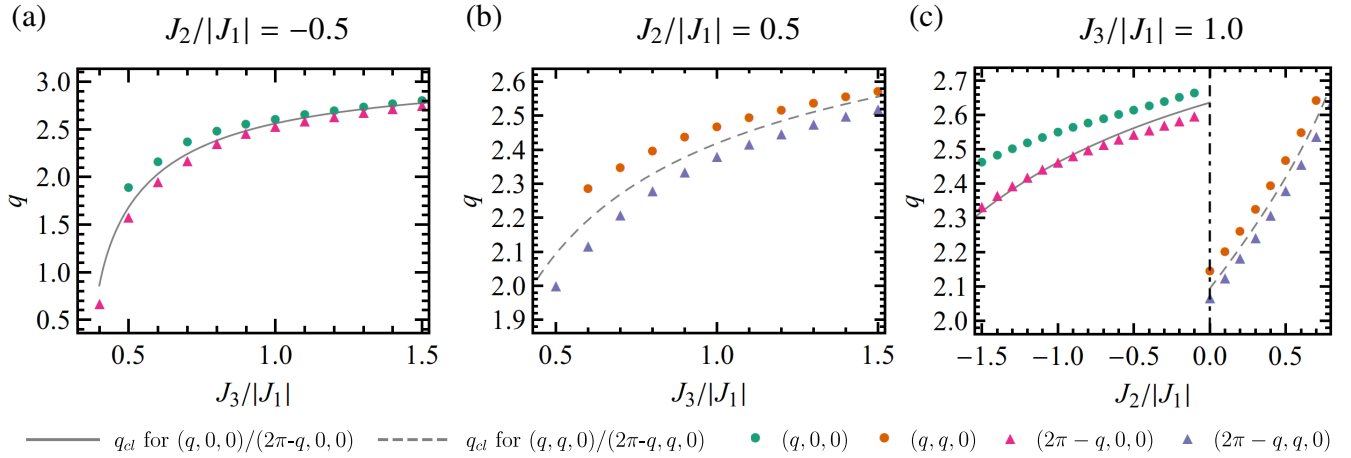 (a) J₂/|J₁| = −0.5
3.0
2.5
2.0
1.5
1.0
0.5
q
0.5 1.0 1.5
J₃/|J₁|
(b) J₂/|J₁| = 0.5
2.6
2.5
2.4
2.3
2.2
2.1
2.0
1.9
0.5 1.0 1.5
J₃/|J₁|
(c) J₃/|J₁| = 1.0
2.7
2.6
2.5
2.4
2.3
2.2
2.1
2.0
q
−1.5 −1.0 −0.5 0.0 0.5
J₂/|J₁|
q_cl for (q, 0, 0)/(2π-q, 0, 0) q_cl for (q, q, 0)/(2π-q, q, 0) (q, 0, 0) (q, q, 0) (2π − q, 0, 0) (2π − q, q, 0)